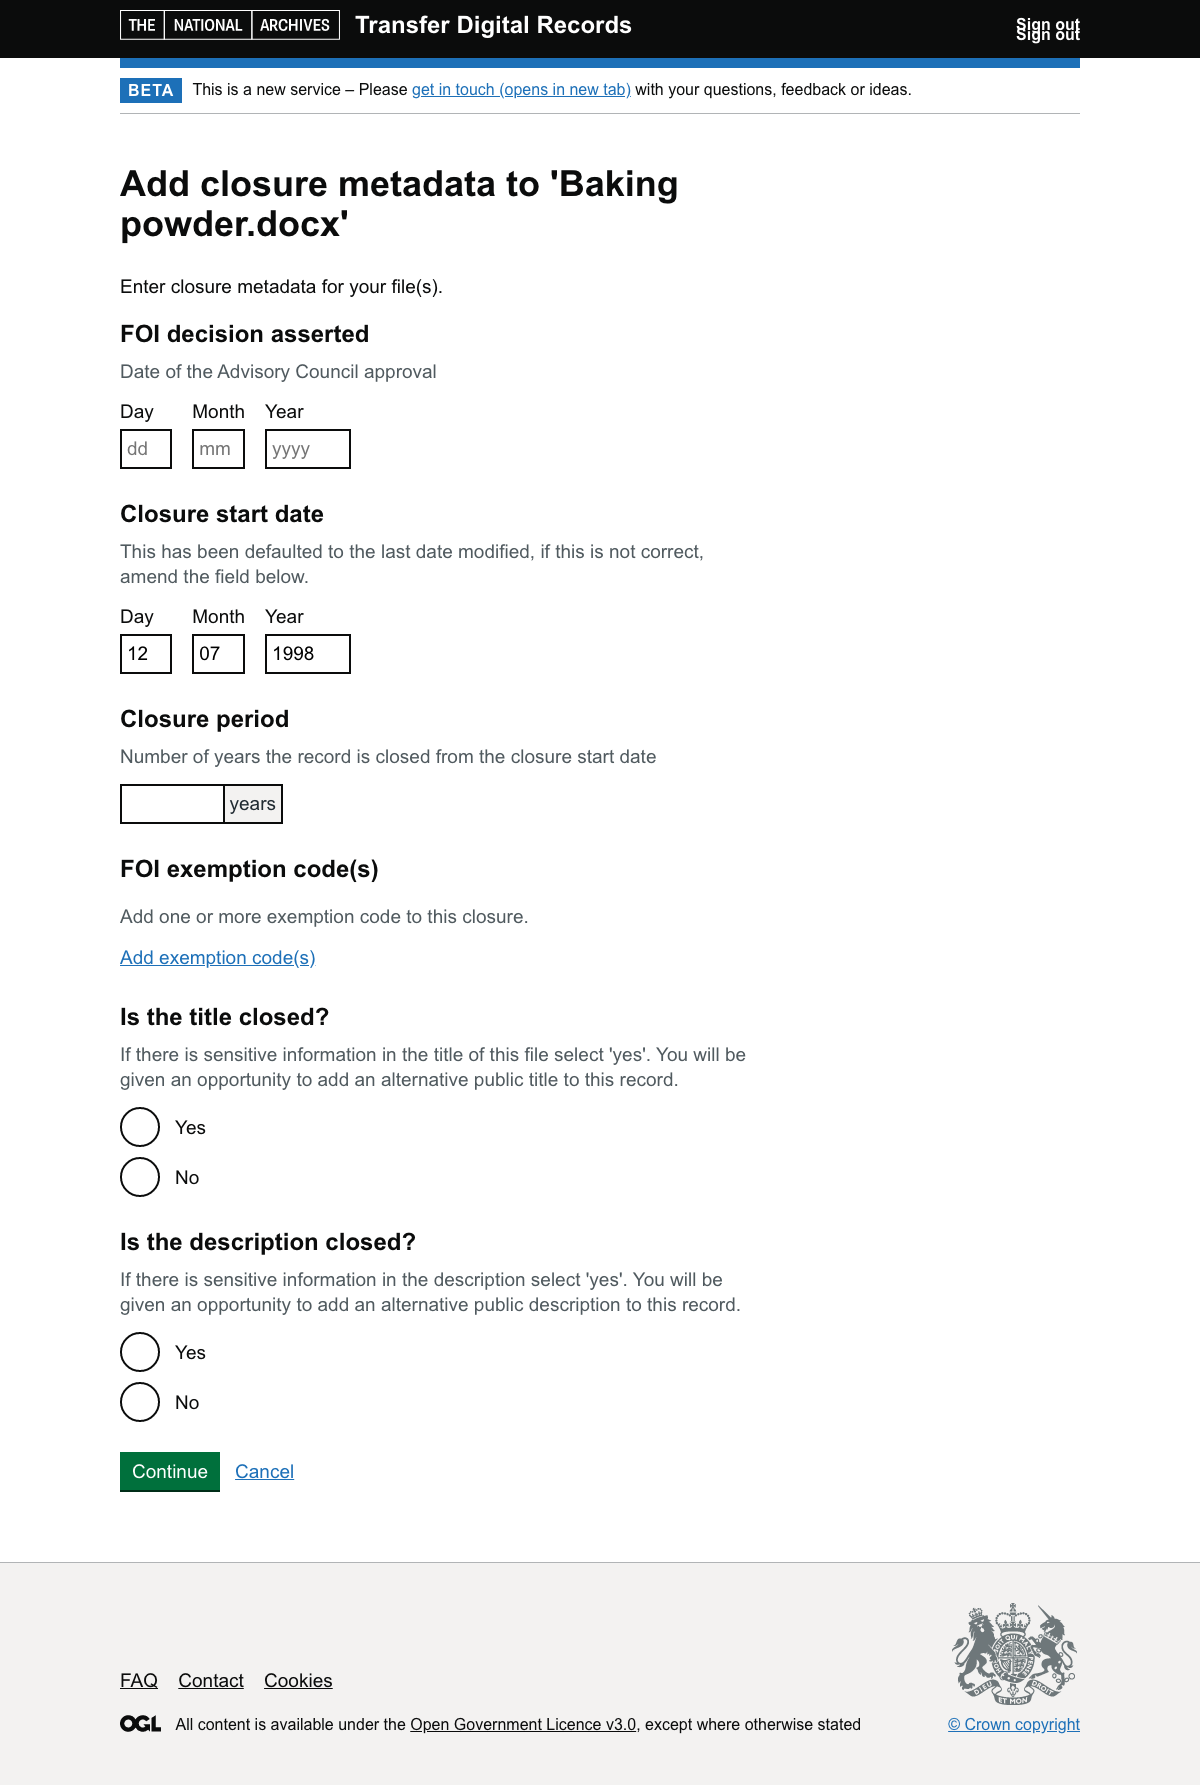 THE NATIONAL ARCHIVES Transfer Digital Records Sign out
Sign out
BETA This is a new service – Please get in touch (opens in new tab) with your questions, feedback or ideas.
Add closure metadata to 'Baking
powder.docx'
Enter closure metadata for your file(s).
FOI decision asserted
Date of the Advisory Council approval
Day Month Year
dd mm yyyy
Closure start date
This has been defaulted to the last date modified, if this is not correct,
amend the field below.
Day Month Year
12 07 1998
Closure period
Number of years the record is closed from the closure start date
years
FOI exemption code(s)
Add one or more exemption code to this closure.
Add exemption code(s)
Is the title closed?
If there is sensitive information in the title of this file select 'yes'. You will be
given an opportunity to add an alternative public title to this record.
Yes
No
Is the description closed?
If there is sensitive information in the description select 'yes'. You will be
given an opportunity to add an alternative public description to this record.
Yes
No
Continue Cancel
DIEU ET MON DROIT
FAQ Contact Cookies
OGL All content is available under the Open Government Licence v3.0, except where otherwise stated
© Crown copyright